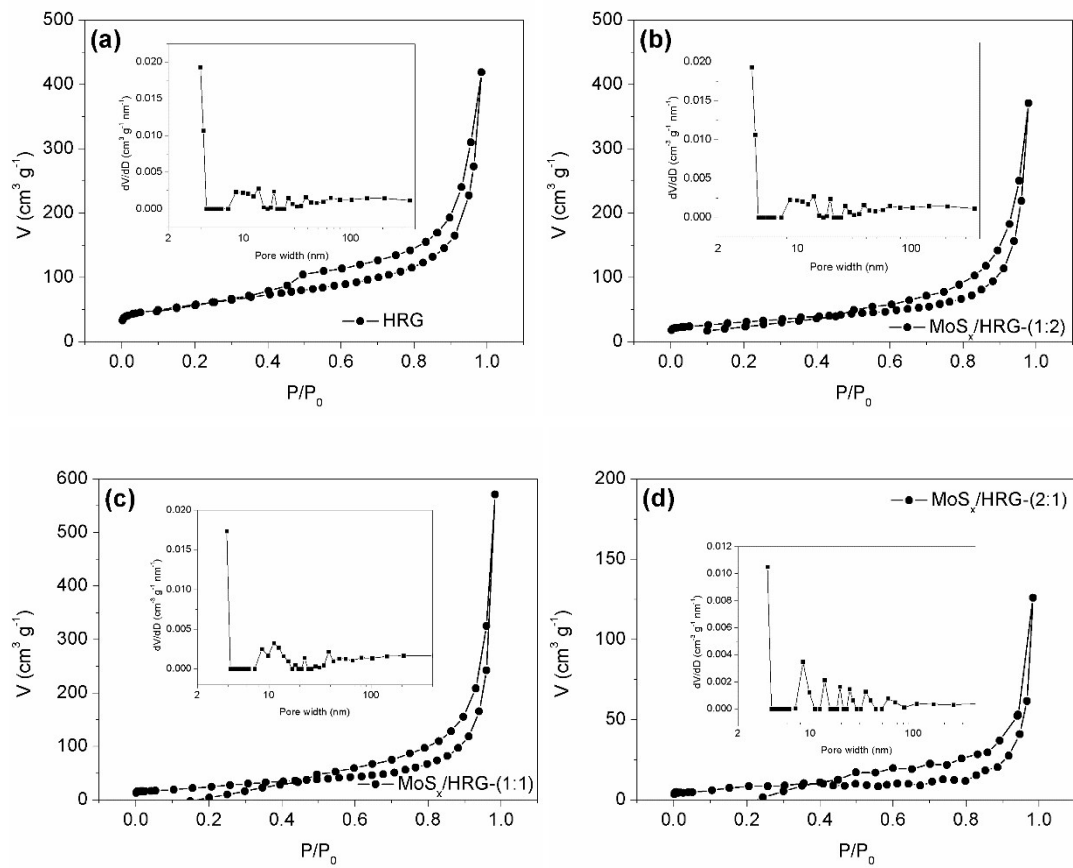 (a)
500
400
300
200
100
0
V (cm³ g⁻¹)
0.0 0.2 0.4 0.6 0.8 1.0
P/P₀
HRG
0.020
0.015
0.010
0.005
0.000
dV/dD (cm³ g⁻¹ nm⁻¹)
2 10 100
Pore width (nm)
(b)
500
400
300
200
100
0
V (cm³ g⁻¹)
0.0 0.2 0.4 0.6 0.8 1.0
P/P₀
MoSₓ/HRG-(1:2)
0.020
0.015
0.010
0.005
0.000
dV/dD (cm³ g⁻¹ nm⁻¹)
2 10 100
Pore width (nm)
(c)
600
500
400
300
200
100
0
V (cm³ g⁻¹)
0.0 0.2 0.4 0.6 0.8 1.0
P/P₀
MoSₓ/HRG-(1:1)
0.020
0.015
0.010
0.005
0.000
dV/dD (cm³ g⁻¹ nm⁻¹)
2 10 100
Pore width (nm)
(d)
200
150
100
50
0
V (cm³ g⁻¹)
0.0 0.2 0.4 0.6 0.8 1.0
P/P₀
MoSₓ/HRG-(2:1)
0.012
0.010
0.008
0.006
0.004
0.002
0.000
dV/dD (cm³ g⁻¹ nm⁻¹)
2 10 100
Pore width (nm)